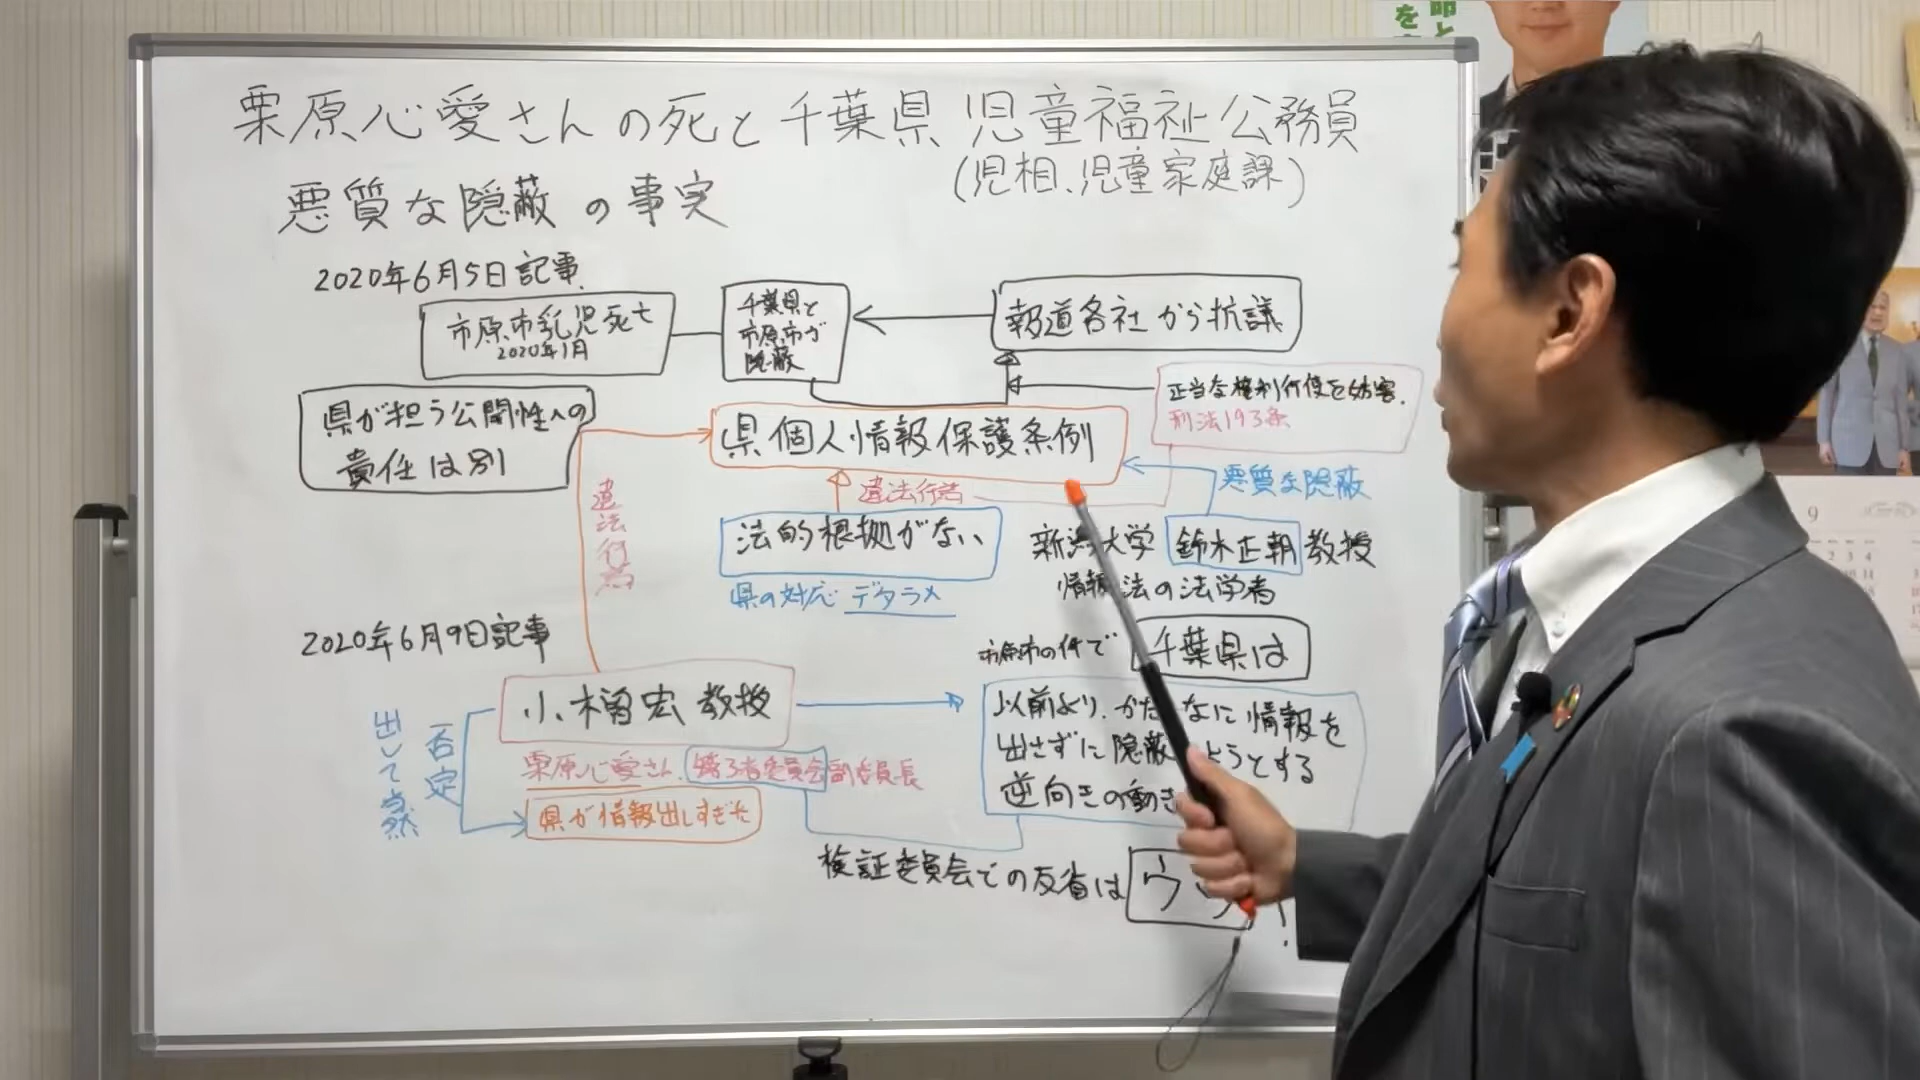 栗原心愛さんの死と千葉県 児童福祉公務員
(児相、児童家庭課)
悪質な隠蔽の事実
2020年6月5日記事
市原市乳児死亡
2020年1月
千葉県と
市原市が
隠蔽
報道各社から抗議
正当な権利行使を妨害.
刑法193条
県が担う公開性への
責任は別
県個人情報保護条例
違法行為
違法行為
悪質な隠蔽
法的根拠がない
県の対応 デタラメ
新潟大学 鈴木正朝 教授
情報法の法学者
2020年6月9日記事
市原市の件で 千葉県は
小木曽宏 教授
以前より、かた なに情報を
出さずに隠蔽 ようとする
逆向きの動き
栗原心愛さん 委員会副委員長
県が情報出しすぎた
否定
出して当然
検証委員会での反省は ウ
を
と
9
2 3 4